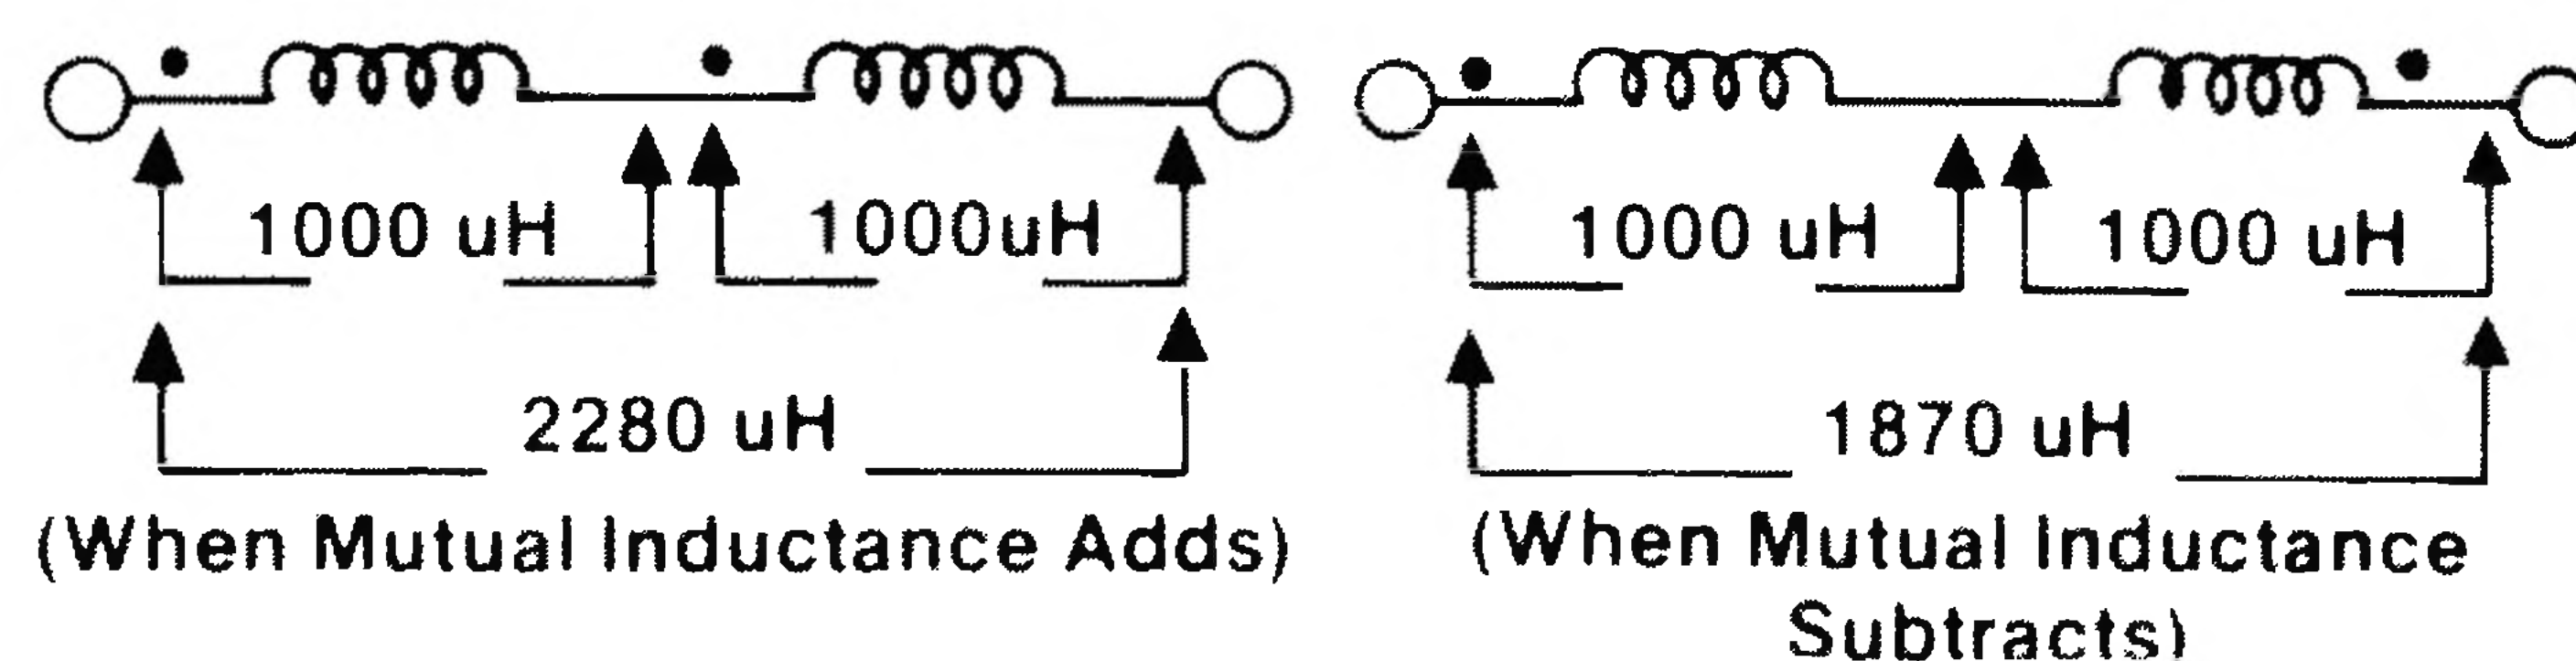 1000 uH 1000uH 1000 uH 1000 uH
2280 uH 1870 uH
(When Mutual Inductance Adds) (When Mutual Inductance
Subtracts)